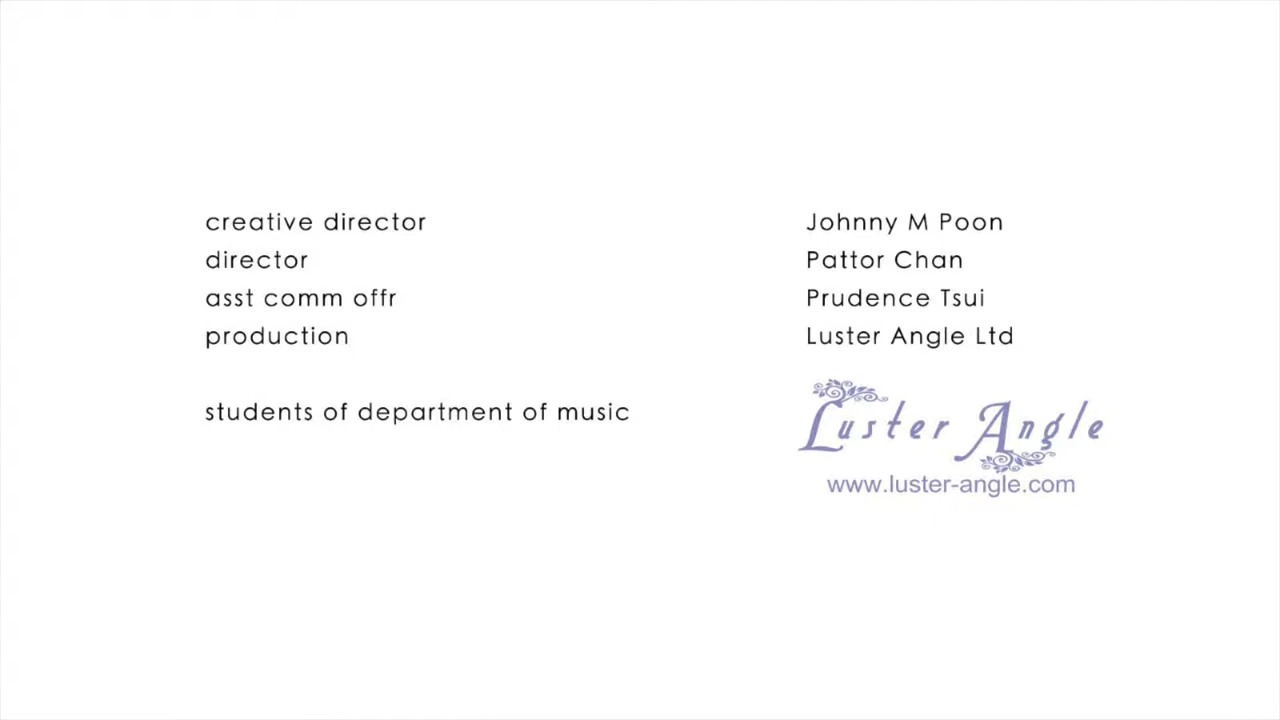 creative director Johnny M Poon
director Pattor Chan
asst comm offr Prudence Tsui
production Luster Angle Ltd
students of department of music
Luster Angle
www.luster-angle.com